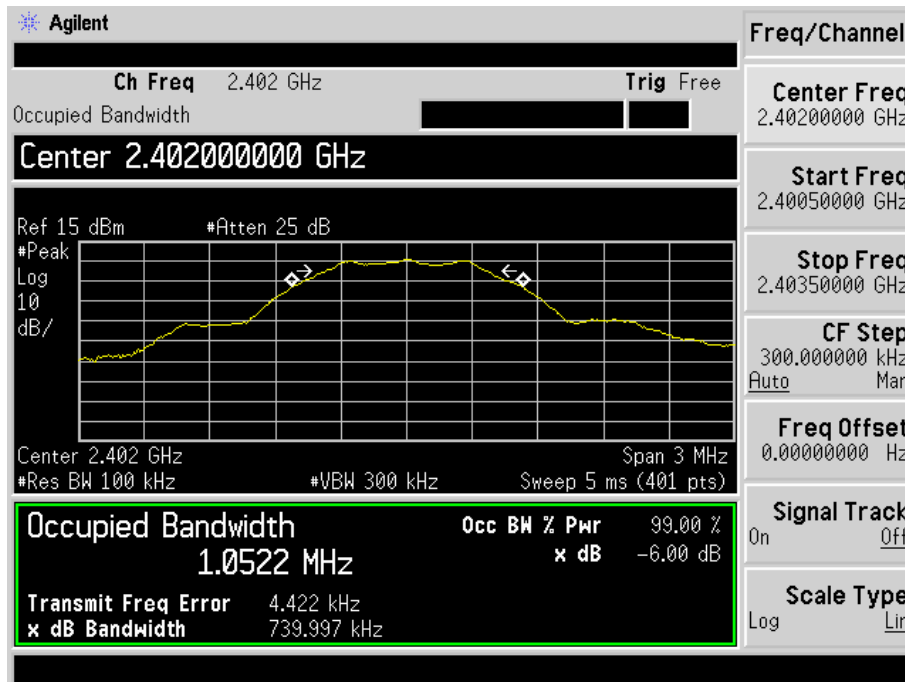 Agilent
Freq/Channel
Ch Freq 2.402 GHz Trig Free
Occupied Bandwidth
Center 2.402000000 GHz
Ref 15 dBm #Atten 25 dB
#Peak
Log
10
dB/
Center 2.402 GHz Span 3 MHz
#Res BW 100 kHz #VBW 300 kHz Sweep 5 ms (401 pts)
Occupied Bandwidth Occ BW % Pwr 99.00 %
1.0522 MHz x dB -6.00 dB
Transmit Freq Error 4.422 kHz
x dB Bandwidth 739.997 kHz
Center Freq
2.40200000 GHz
Start Freq
2.40050000 GHz
Stop Freq
2.40350000 GHz
CF Step
300.000000 kHz
Auto Man
Freq Offset
0.00000000 Hz
Signal Track
On Off
Scale Type
Log Lin